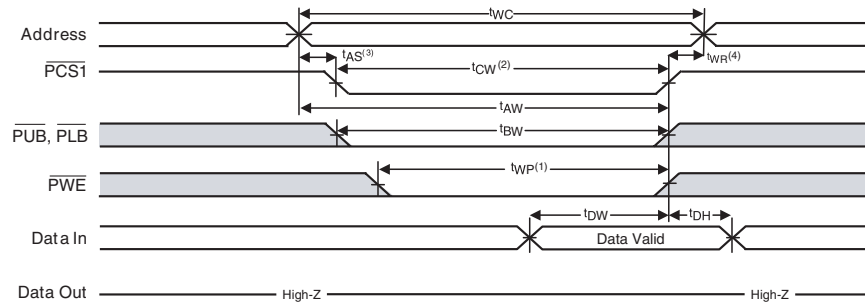 tWC
Address
tAS(3)
tCW(2)
tWR(4)
PCS1
tAW
PUB, PLB
tBW
tWP(1)
PWE
tDW
tDH
Data In
Data Valid
Data Out
High-Z
High-Z